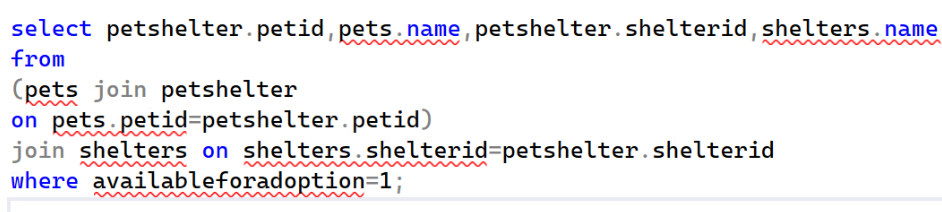 select petshelter.petid,pets.name,petshelter.shelterid,shelters.name
from
(pets join petshelter
on pets.petid=petshelter.petid)
join shelters on shelters.shelterid=petshelter.shelterid
where availableforadoption=1;